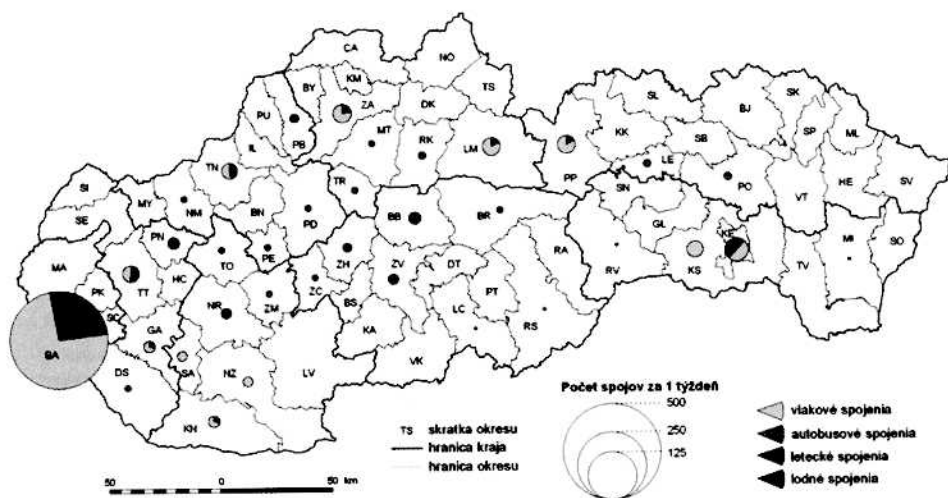 CA
NO
BY
KM
ZA
DK
TS
PU
PB
MT
RK
LM
IL
TN
SK
SL
BJ
KK
SB
SP
ML
PP
LE
PO
VT
HE
SV
SI
SE
MY
NM
BN
TR
PD
BB
BR
SN
GL
KS
KE
MI
SO
TV
RV
RA
MA
PN
TO
PE
ZH
ZV
DT
PT
RS
PK
TT
HC
ZC
BS
LC
SC
BA
GA
NR
ZM
KA
VK
DS
SA
NZ
LV
KN
TS skratka okresu
hranica kraja
hranica okresu
50 0 50 km
Počet spojov za 1 týždeň
500
250
125
vlakové spojenia
autobusové spojenia
letecké spojenia
lodné spojenia